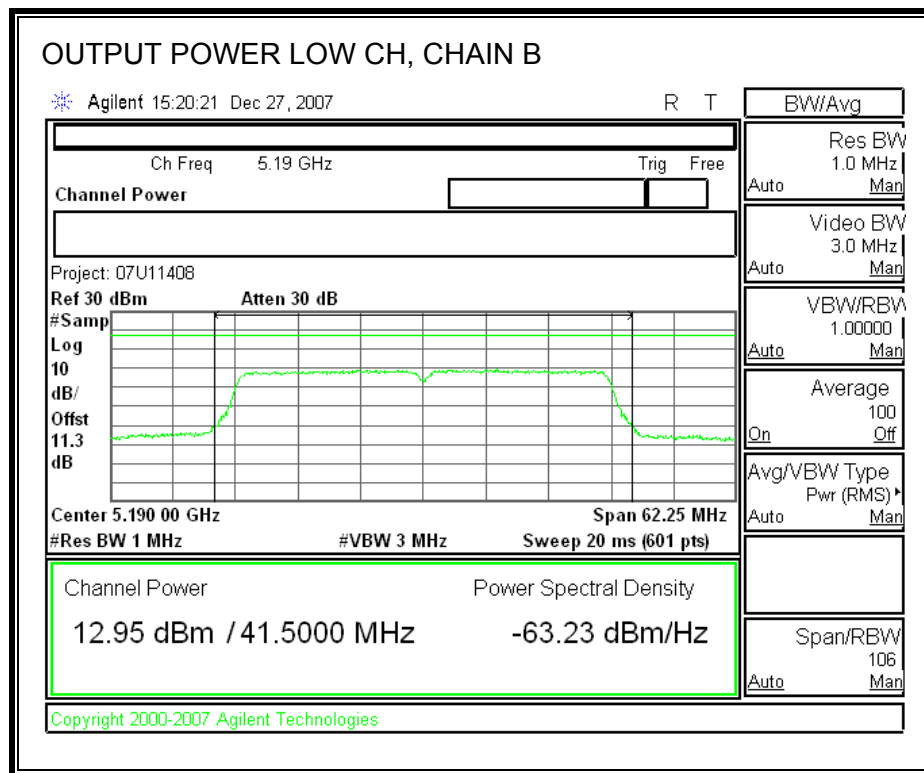 OUTPUT POWER LOW CH, CHAIN B
Agilent 15:20:21 Dec 27, 2007 R T
BW/Avg
Ch Freq 5.19 GHz Trig Free
Channel Power
Res BW
1.0 MHz
Auto Man
Video BW
3.0 MHz
Auto Man
Project: 07U11408
Ref 30 dBm Atten 30 dB
#Samp
Log
10
dB/
Offst
11.3
dB
VBW/RBW
1.00000
Auto Man
Average
100
On Off
Avg/VBW Type
Pwr (RMS)
Auto Man
Center 5.190 00 GHz Span 62.25 MHz
#Res BW 1 MHz #VBW 3 MHz Sweep 20 ms (601 pts)
Channel Power Power Spectral Density
12.95 dBm / 41.5000 MHz -63.23 dBm/Hz
Span/RBW
106
Auto Man
Copyright 2000-2007 Agilent Technologies